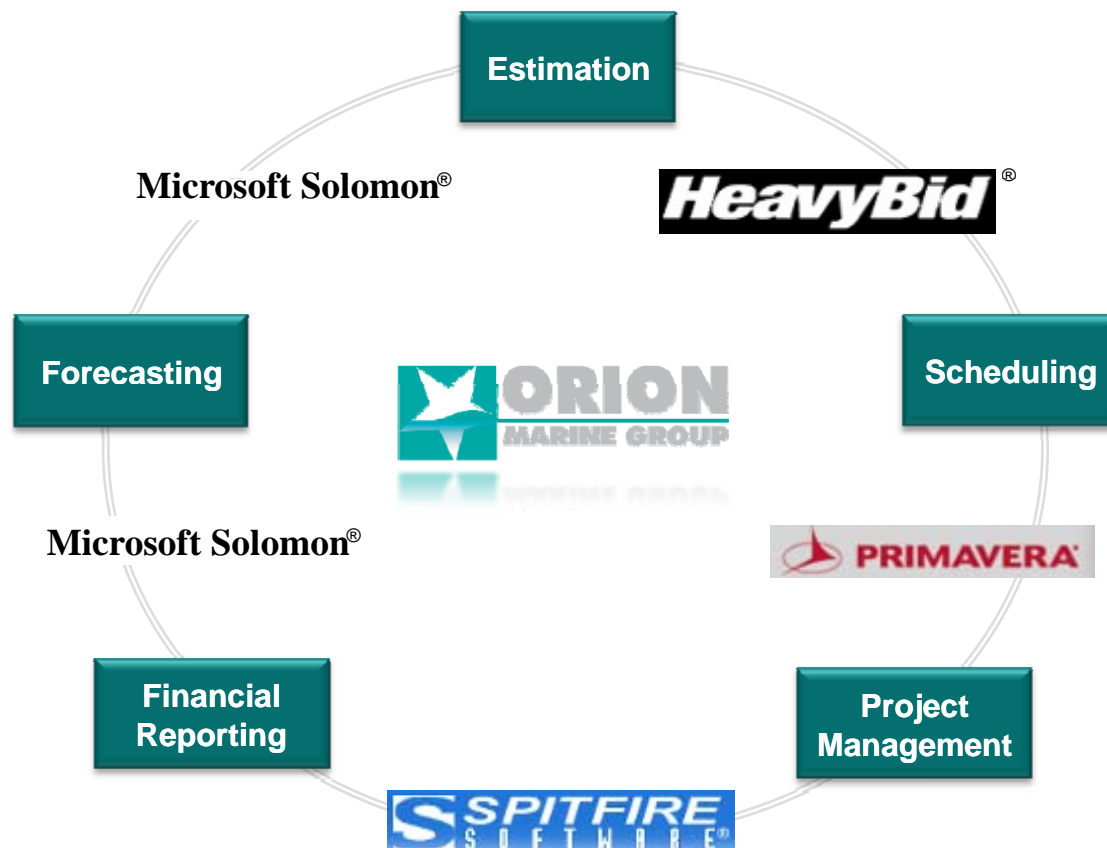 Estimation
Microsoft Solomon®
HeavyBid®
Forecasting
Scheduling
ORION
MARINE GROUP
Microsoft Solomon®
PRIMAVERA
Financial
Reporting
Project
Management
SPITFIRE
SOFTWARE®